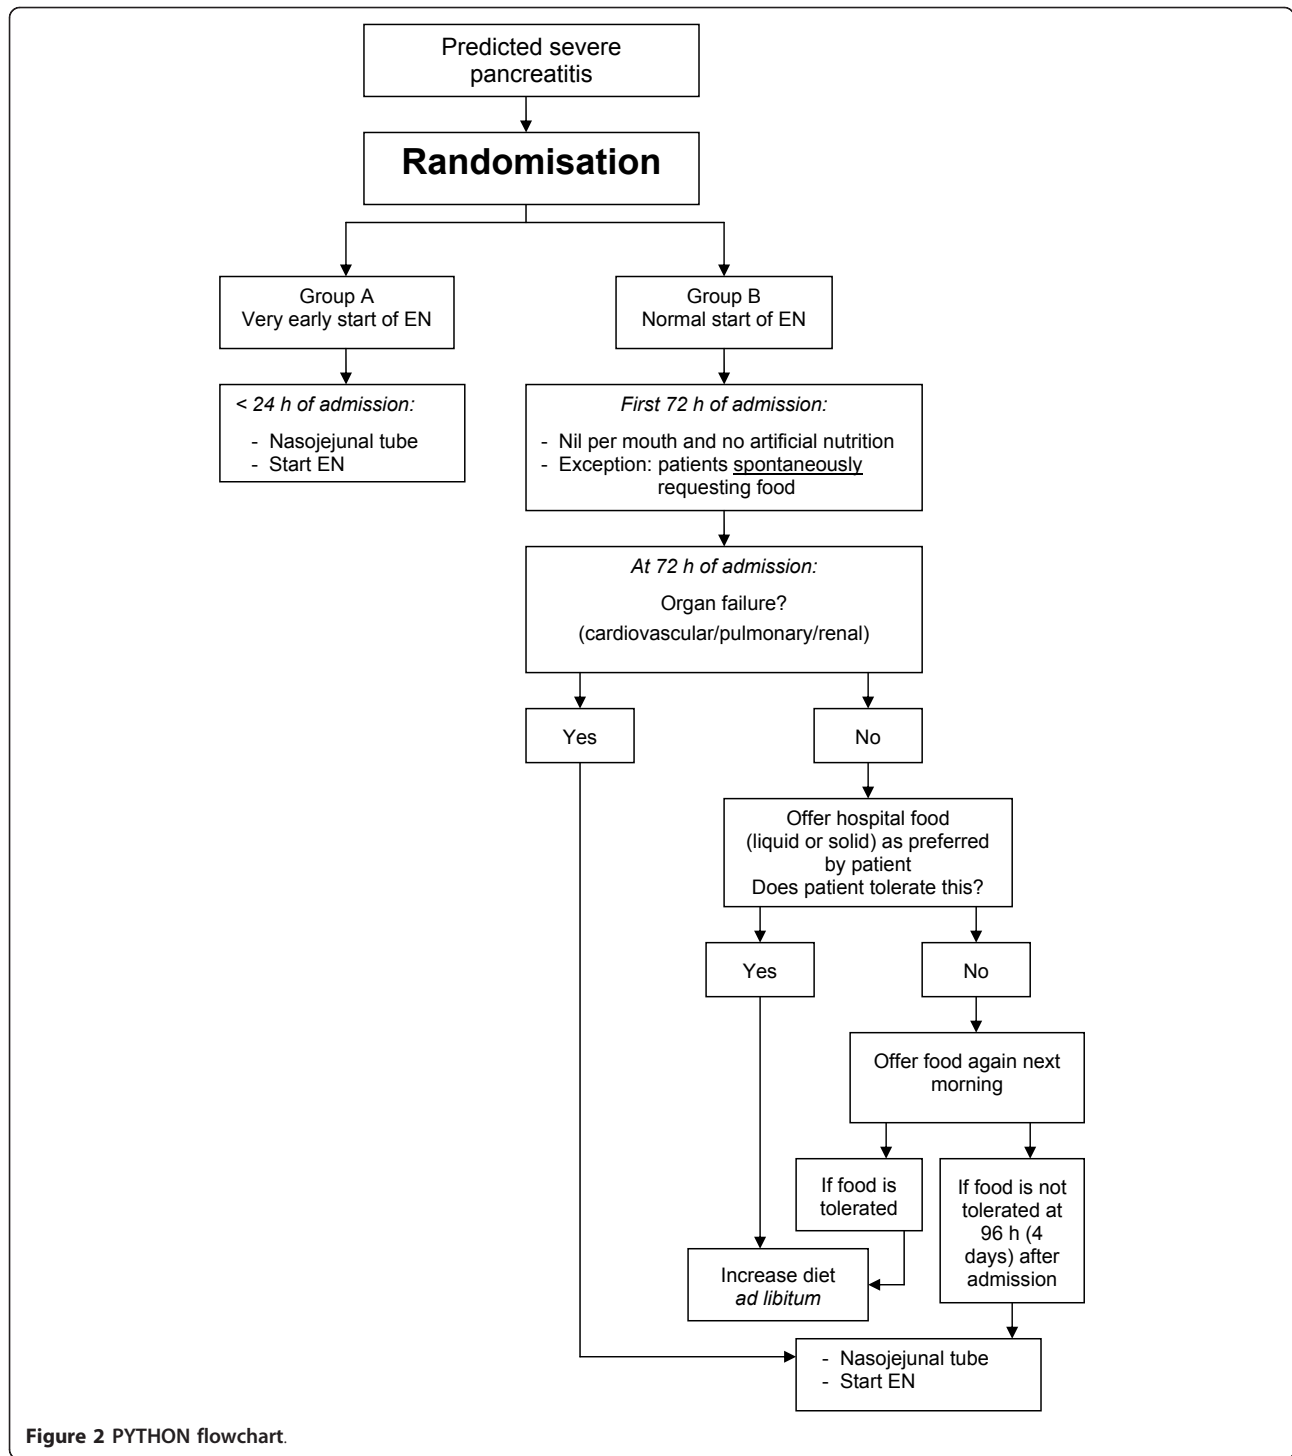 Predicted severe
pancreatitis
Randomisation
Group A
Very early start of EN
Group B
Normal start of EN
< 24 h of admission:
- Nasojejunal tube
- Start EN
First 72 h of admission:
- Nil per mouth and no artificial nutrition
- Exception: patients spontaneously
requesting food
At 72 h of admission:
Organ failure?
(cardiovascular/pulmonary/renal)
Yes
No
Offer hospital food
(liquid or solid) as preferred
by patient
Does patient tolerate this?
Yes
No
Offer food again next
morning
If food is
tolerated
If food is not
tolerated at
96 h (4
days) after
admission
Increase diet
ad libitum
- Nasojejunal tube
- Start EN
Figure 2 PYTHON flowchart.